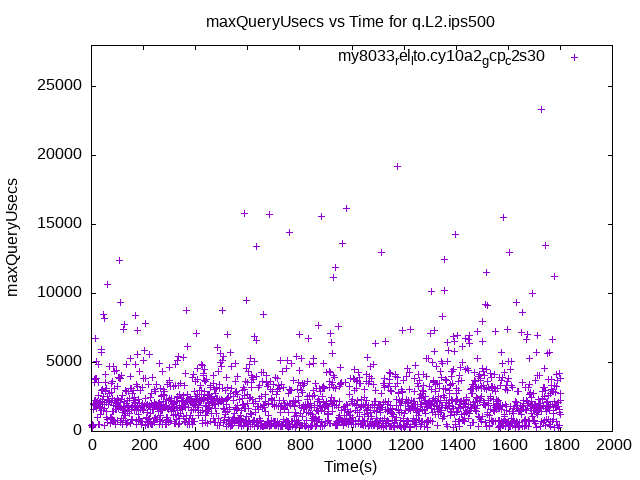 maxQueryUsecs vs Time for q.L2.ips500
my8033relito.cy10a2gcpc2s30
25000
20000
15000
10000
5000
0
maxQueryUsecs
0 200 400 600 800 1000 1200 1400 1600 1800 2000
Time(s)